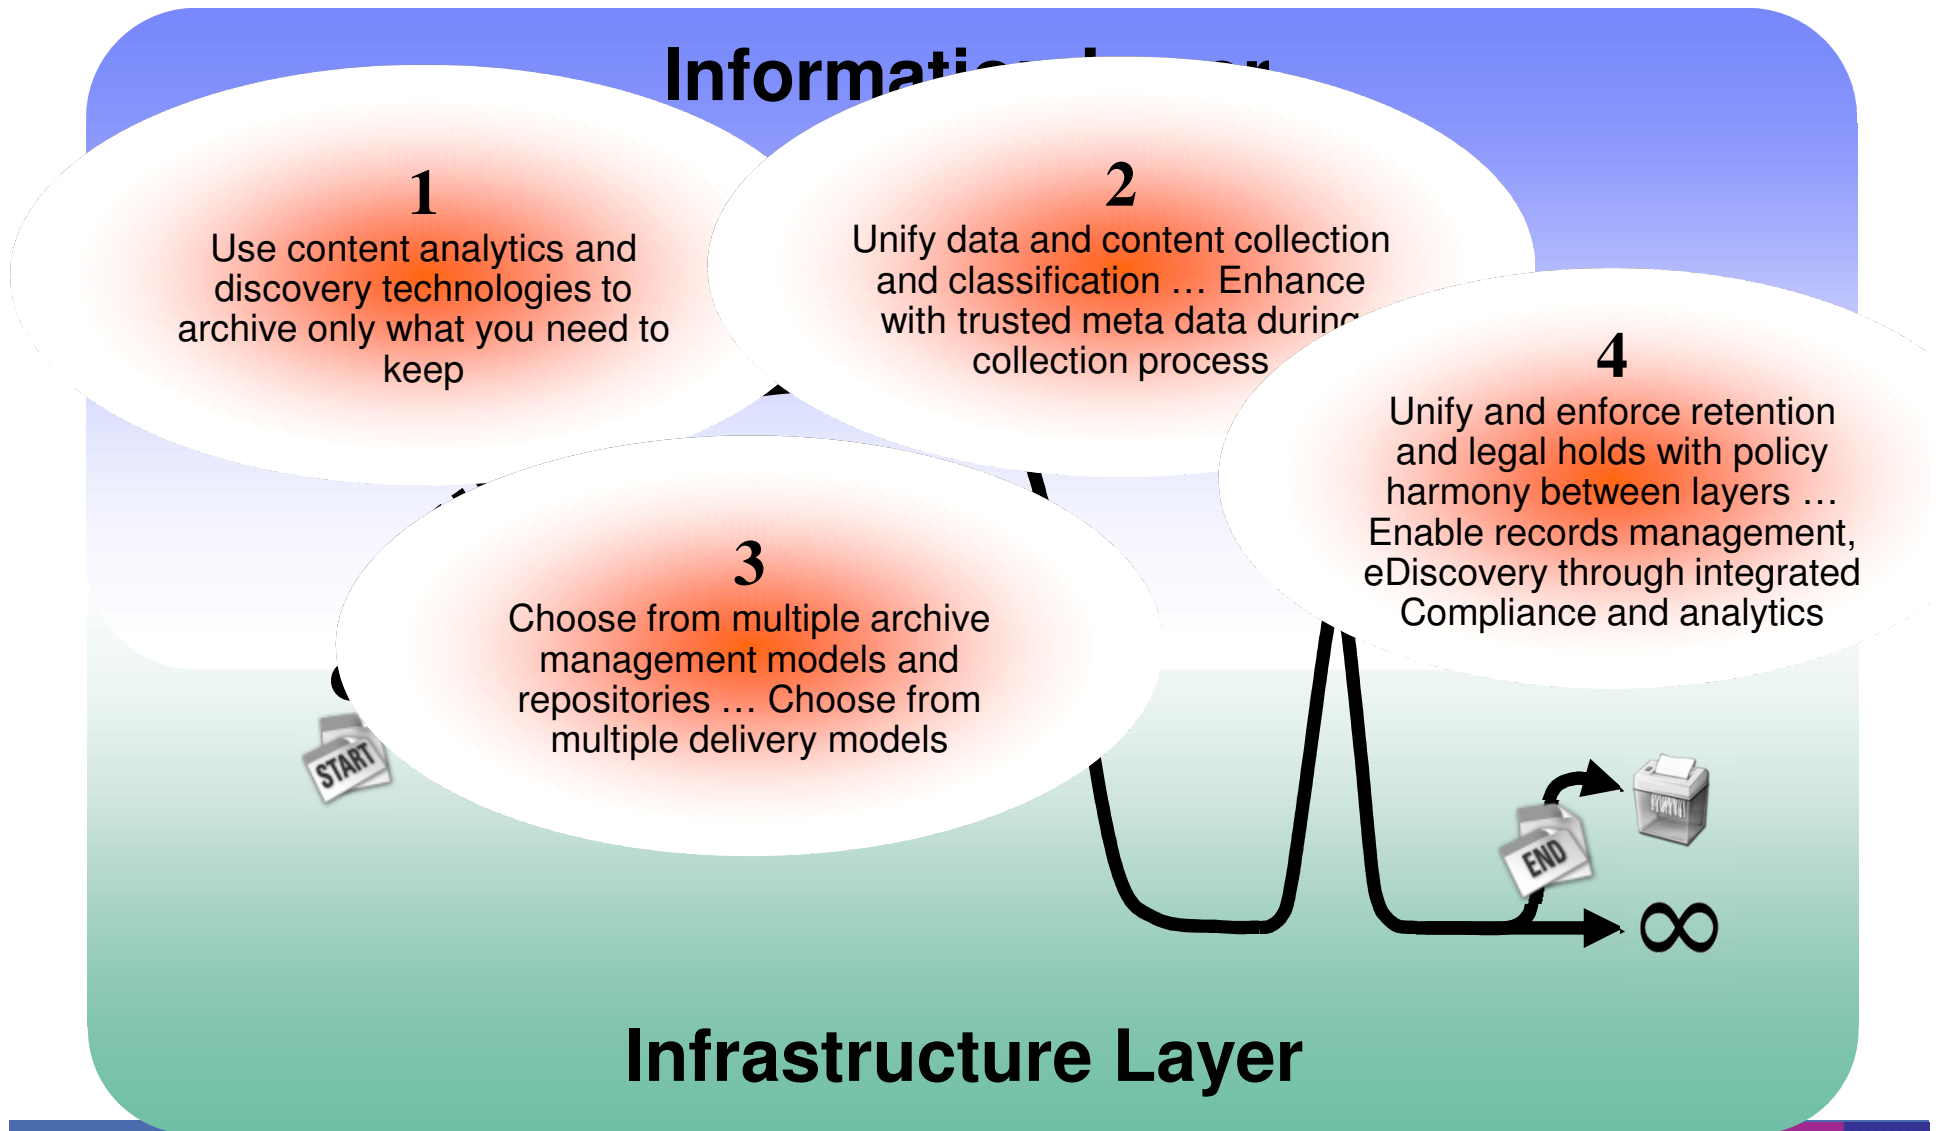 Information Layer
1
Use content analytics and
discovery technologies to
archive only what you need to
keep
2
Unify data and content collection
and classification … Enhance
with trusted meta data during
collection process
3
Choose from multiple archive
management models and
repositories … Choose from
multiple delivery models
4
Unify and enforce retention
and legal holds with policy
harmony between layers …
Enable records management,
eDiscovery through integrated
Compliance and analytics
START
END
∞
Infrastructure Layer